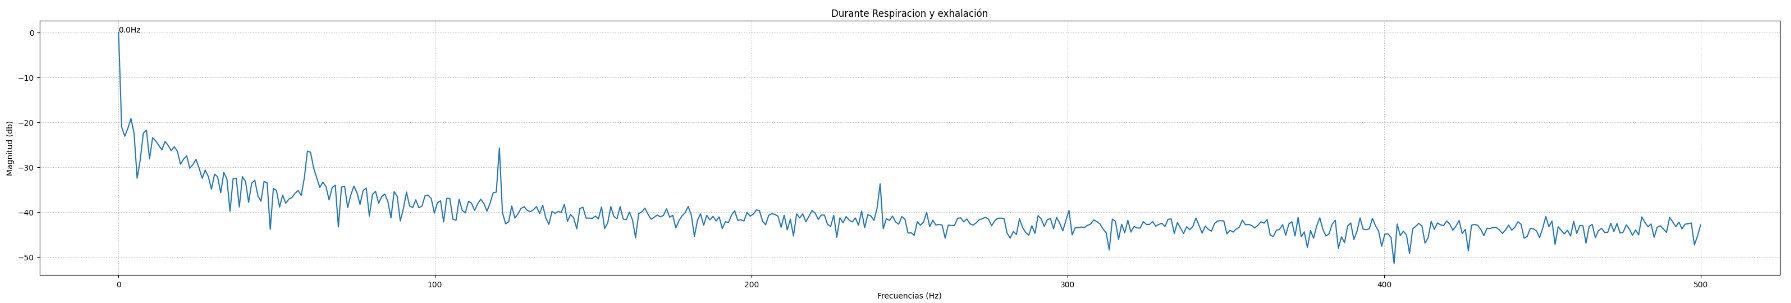 Durante Respiracion y exhalación
0.0Hz
Magnitud (db)
0
−10
−20
−30
−40
−50
0 100 200 300 400 500
Frecuencias (Hz)